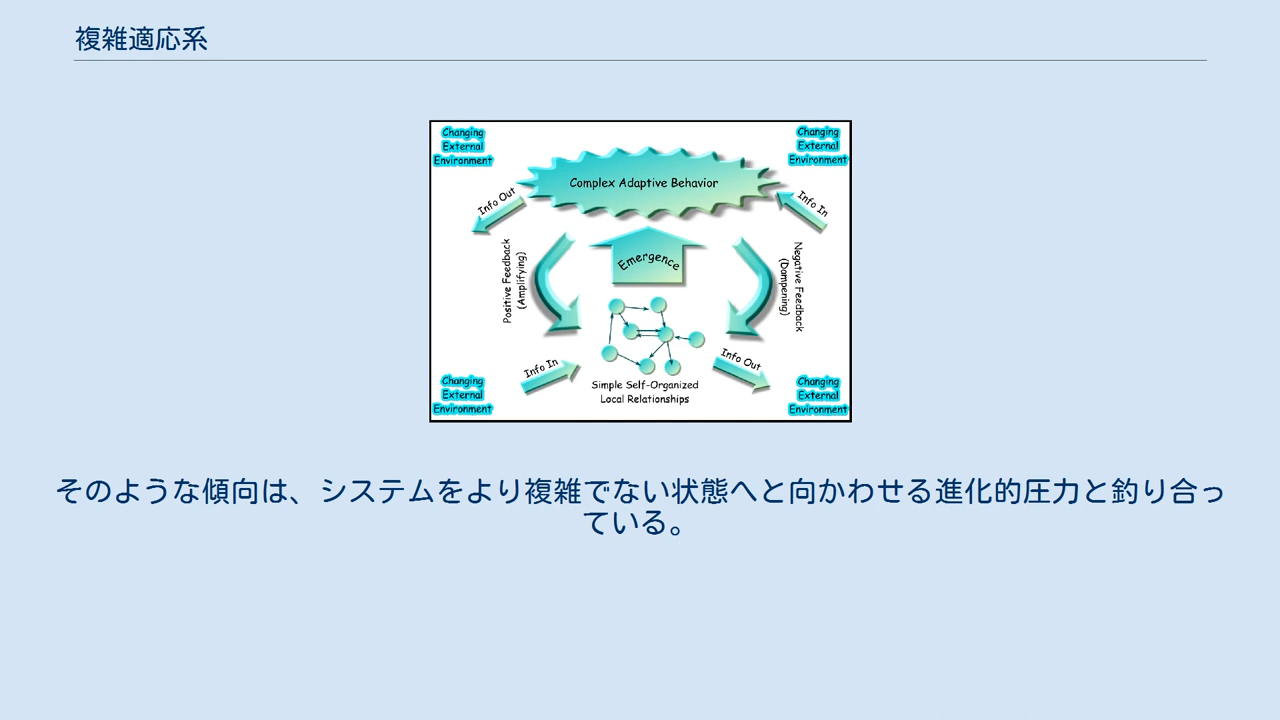 複雑適応系
Changing
External
Environment
Changing
External
Environment
Complex Adaptive Behavior
Info Out
Info In
Positive Feedback
(Amplifying)
Emergence
Negative Feedback
(Dampening)
Info In
Info Out
Simple Self-Organized
Local Relationships
Changing
External
Environment
Changing
External
Environment
そのような傾向は、システムをより複雑でない状態へと向かわせる進化的圧力と釣り合っ
ている。